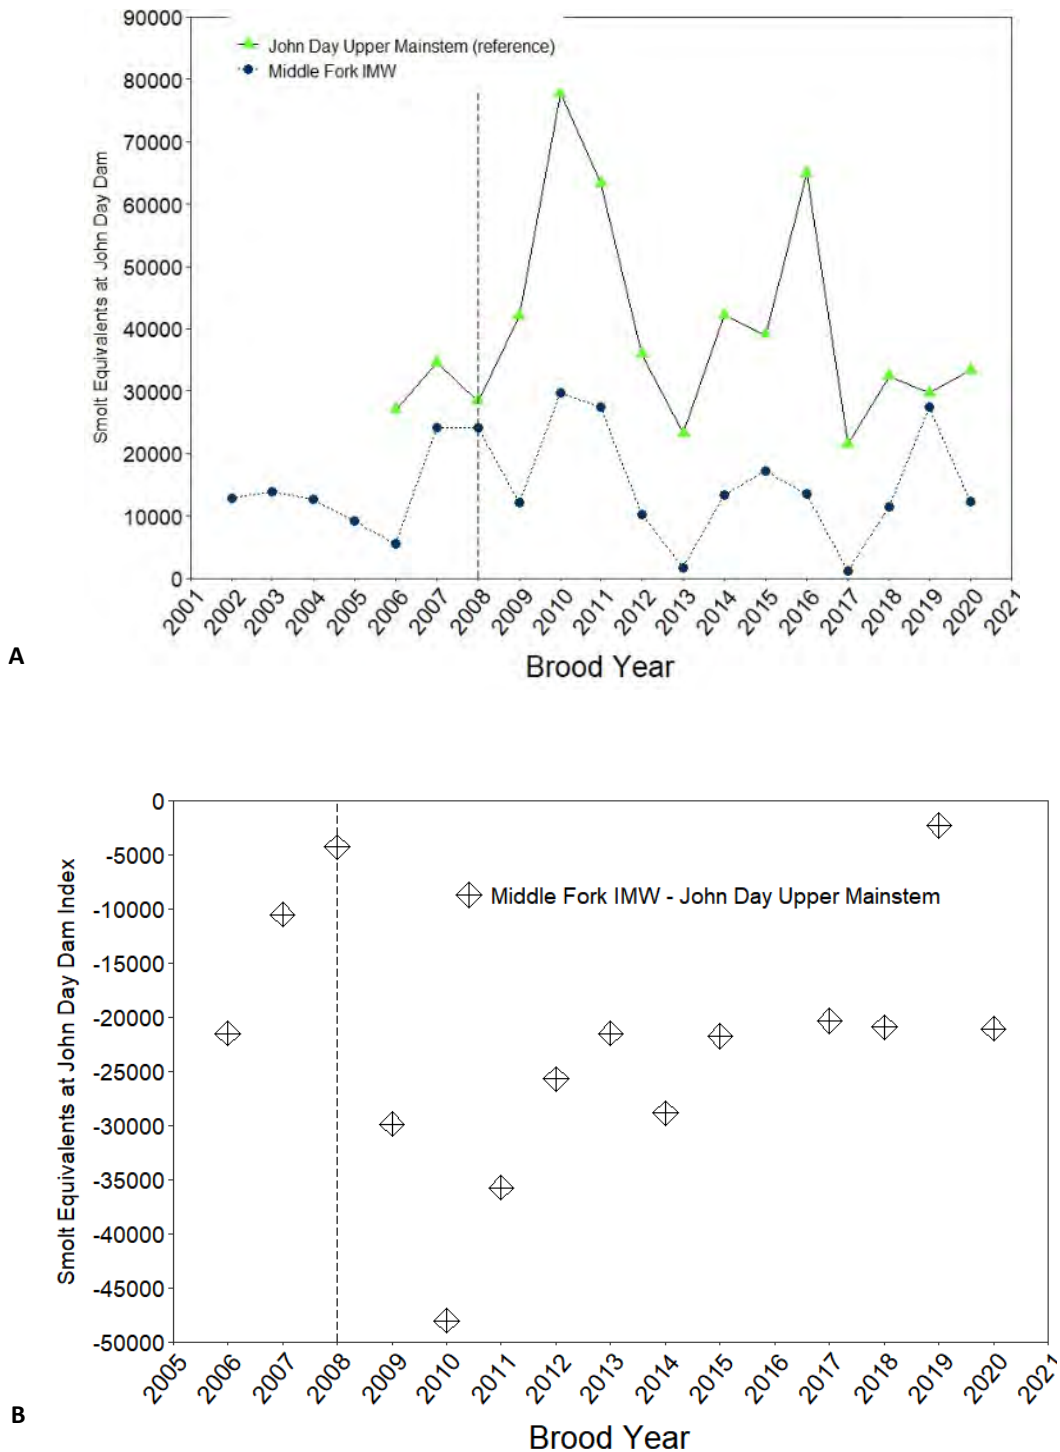 90000
80000
70000
60000
50000
40000
30000
20000
10000
0
Smolt Equivalents at John Day Dam
John Day Upper Mainstem (reference)
Middle Fork IMW
2001 2002 2003 2004 2005 2006 2007 2008 2009 2010 2011 2012 2013 2014 2015 2016 2017 2018 2019 2020 2021
Brood Year
A
0
-5000
-10000
-15000
-20000
-25000
-30000
-35000
-40000
-45000
-50000
Smolt Equivalents at John Day Dam Index
Middle Fork IMW - John Day Upper Mainstem
2005 2006 2007 2008 2009 2010 2011 2012 2013 2014 2015 2016 2017 2018 2019 2020 2021
Brood Year
B